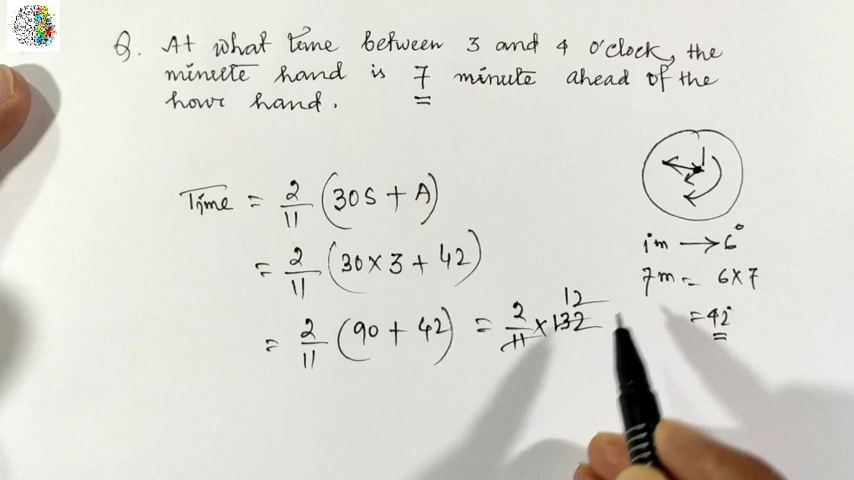 Q. At what time between 3 and 4 o'clock, the
minute hand is 7 minute ahead of the
hour hand.
Time = 2/11 (30S + A)
= 2/11 (30×3 + 42)
= 2/11 (90 + 42) = 2/11 × 132 12
1m → 6°
7m = 6×7
= 42°